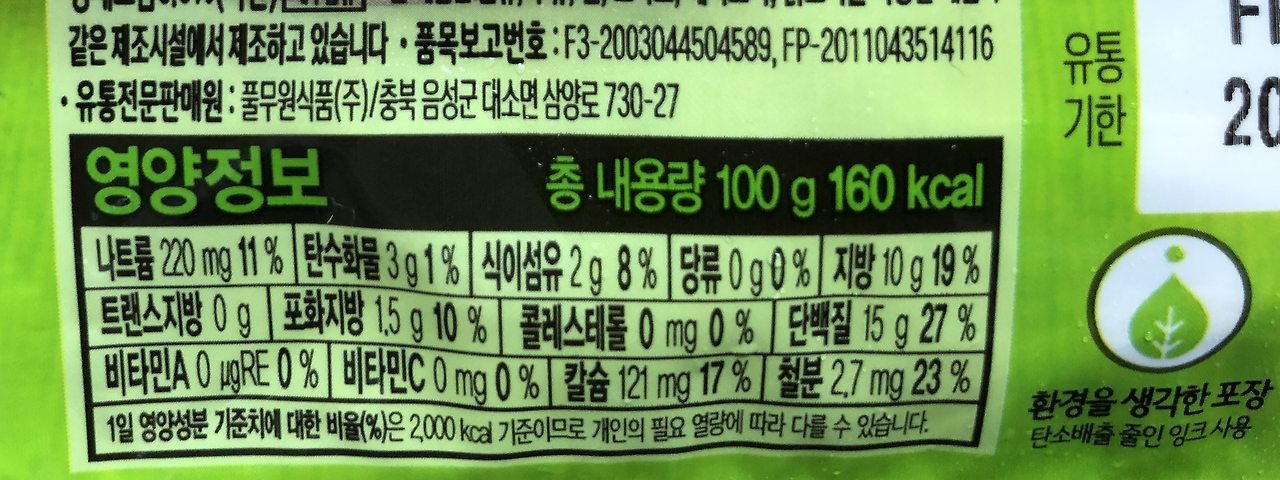 같은 제조시설에서 제조하고 있습니다 · 품목보고번호 : F3-2003044504589, FP-2011043514116
· 유통전문판매원 : 풀무원식품(주)/충북 음성군 대소면 삼양로 730-27
유통
기한
20
영양정보 총 내용량 100 g 160 kcal
나트륨 220 mg 11 % 탄수화물 3 g 1 % 식이섬유 2 g 8 % 당류 0 g 0 % 지방 10 g 19 %
트랜스지방 0 g 포화지방 1.5 g 10 % 콜레스테롤 0 mg 0 % 단백질 15 g 27 %
비타민A 0 µgRE 0 % 비타민C 0 mg 0 % 칼슘 121 mg 17 % 철분 2.7 mg 23 %
1일 영양성분 기준치에 대한 비율(%)은 2,000 kcal 기준이므로 개인의 필요 열량에 따라 다를 수 있습니다.
환경을 생각한 포장
탄소배출 줄인 잉크 사용